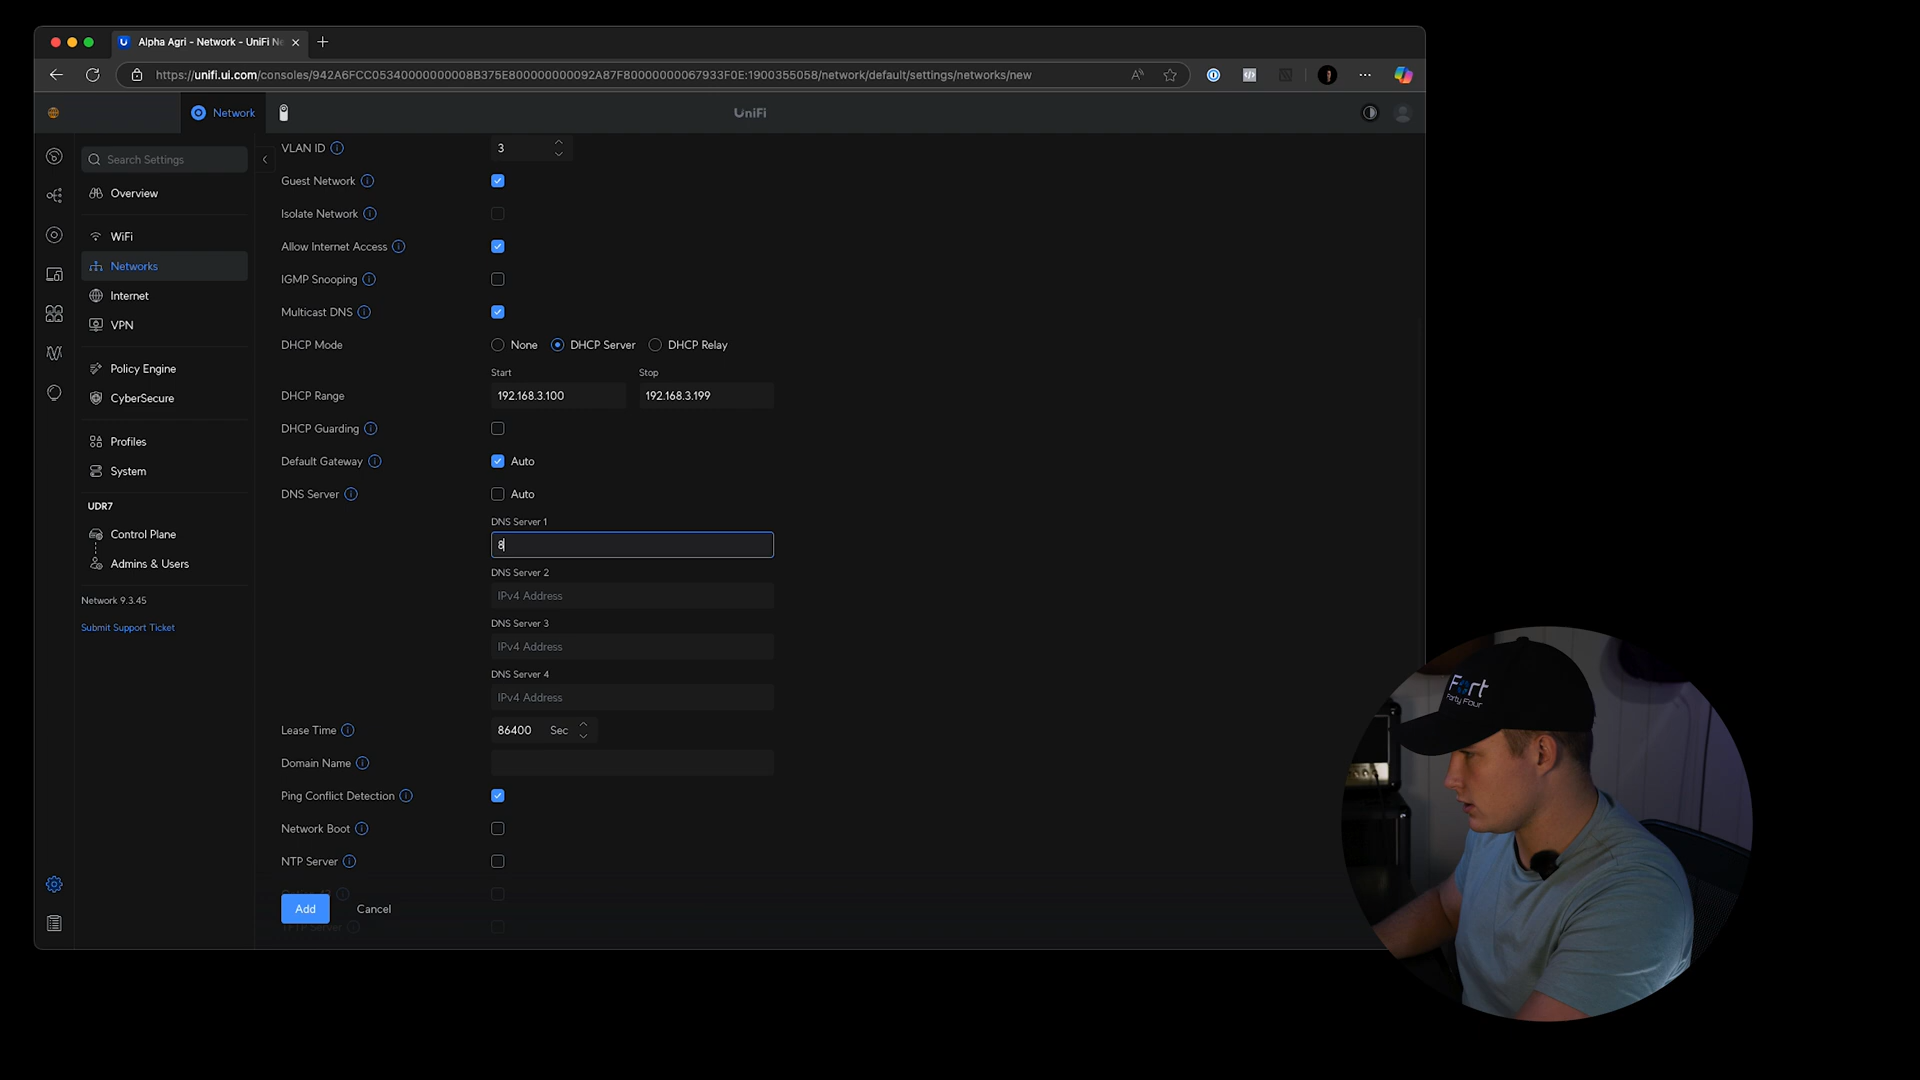 Alpha Agri - Network - UniFi Ne
https://unifi.ui.com/consoles/942A6FCC05340000000008B375E800000000092A87F80000000067933F0E:1900355058/network/default/settings/networks/new
Network
UniFi
Search Settings
Overview
WiFi
Networks
Internet
VPN
Policy Engine
CyberSecure
Profiles
System
UDR7
Control Plane
Admins & Users
Network 9.3.45
Submit Support Ticket
VLAN ID 3
Guest Network
Isolate Network
Allow Internet Access
IGMP Snooping
Multicast DNS
DHCP Mode None DHCP Server DHCP Relay
Start Stop
DHCP Range 192.168.3.100 192.168.3.199
DHCP Guarding
Default Gateway Auto
DNS Server Auto
DNS Server 1
8
DNS Server 2
IPv4 Address
DNS Server 3
IPv4 Address
DNS Server 4
IPv4 Address
Lease Time 86400 Sec
Domain Name
Ping Conflict Detection
Network Boot
NTP Server
Add Cancel
TFTP Server
Fort
Forty Four